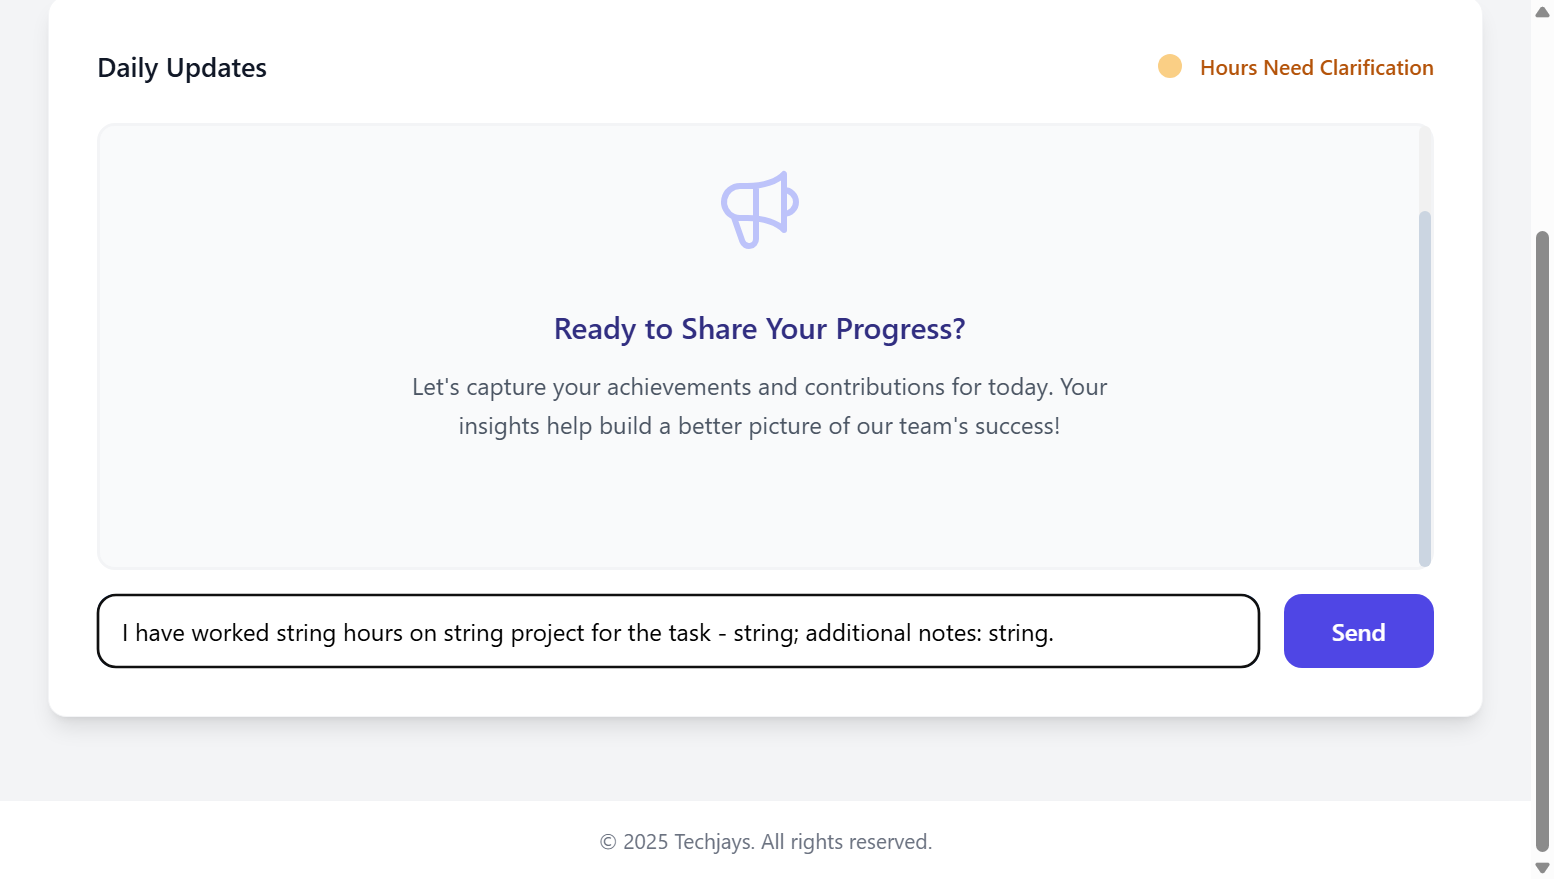 Daily Updates
Hours Need Clarification
Ready to Share Your Progress?
Let's capture your achievements and contributions for today. Your
insights help build a better picture of our team's success!
I have worked string hours on string project for the task - string; additional notes: string.
Send
© 2025 Techjays. All rights reserved.